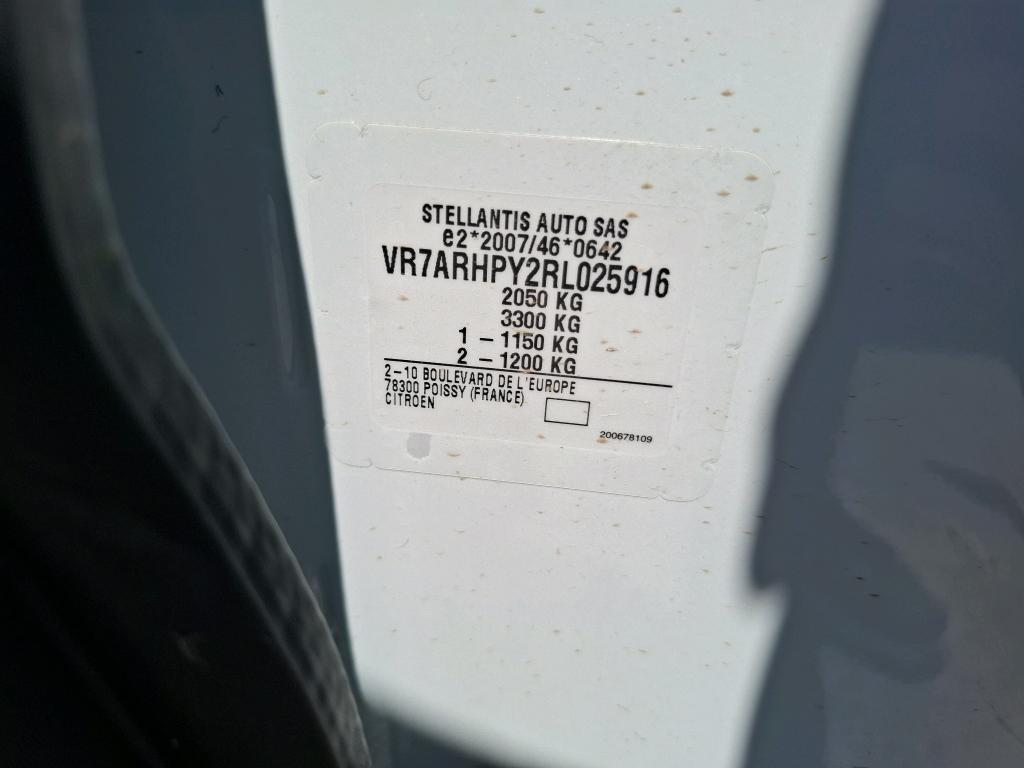 STELLANTIS AUTO SAS
e2*2007/46*0642
VR7ARHPY2RL025916
2050 KG
3300 KG
1 - 1150 KG
2 - 1200 KG
2-10 BOULEVARD DE L'EUROPE
78300 POISSY (FRANCE)
CITROEN
200678109